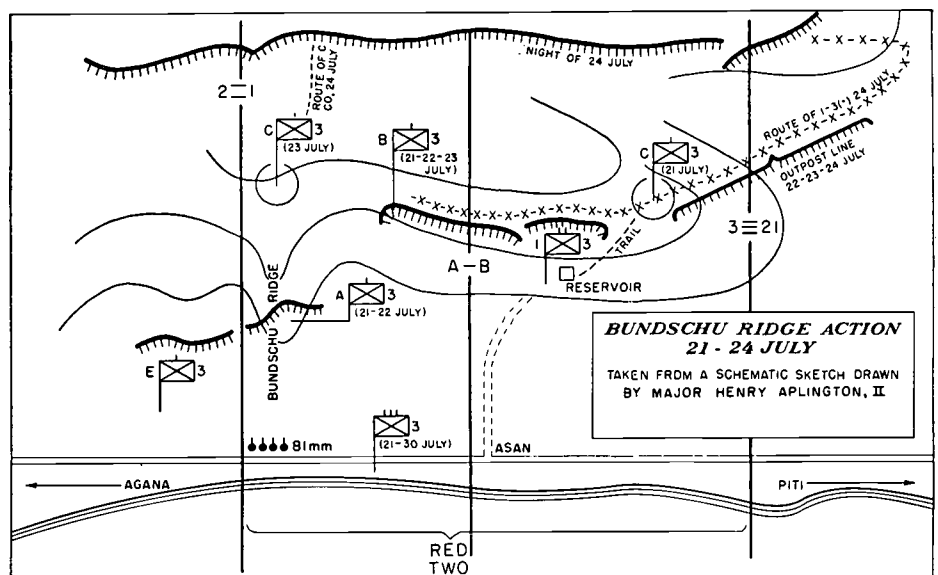 NIGHT OF 24 JULY
ROUTE OF C
CO, 24 JULY
2 1
C 3
(23 JULY)
B 3
(21-22-23
JULY)
C 3
(21 JULY)
ROUTE OF 1-3(-) 24 JULY
OUTPOST LINE
22-23-24 JULY
3 21
I 3
TRAIL
RESERVOIR
A-B
BUNDSCHU RIDGE
A 3
(21-22 JULY)
E 3
3
(21-30 JULY)
81mm
ASAN
BUNDSCHU RIDGE ACTION
21 - 24 JULY
TAKEN FROM A SCHEMATIC SKETCH DRAWN
BY MAJOR HENRY APLINGTON, II
AGANA
PITI
RED
TWO